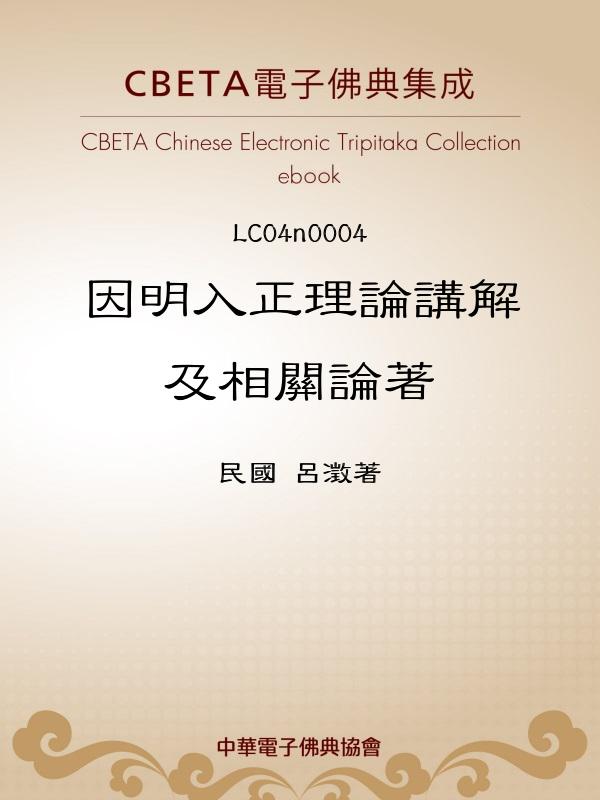 CBETA電子佛典集成
CBETA Chinese Electronic Tripitaka Collection
ebook
LC04n0004
因明入正理論講解
及相關論著
民國 呂澂著
中華電子佛典協會